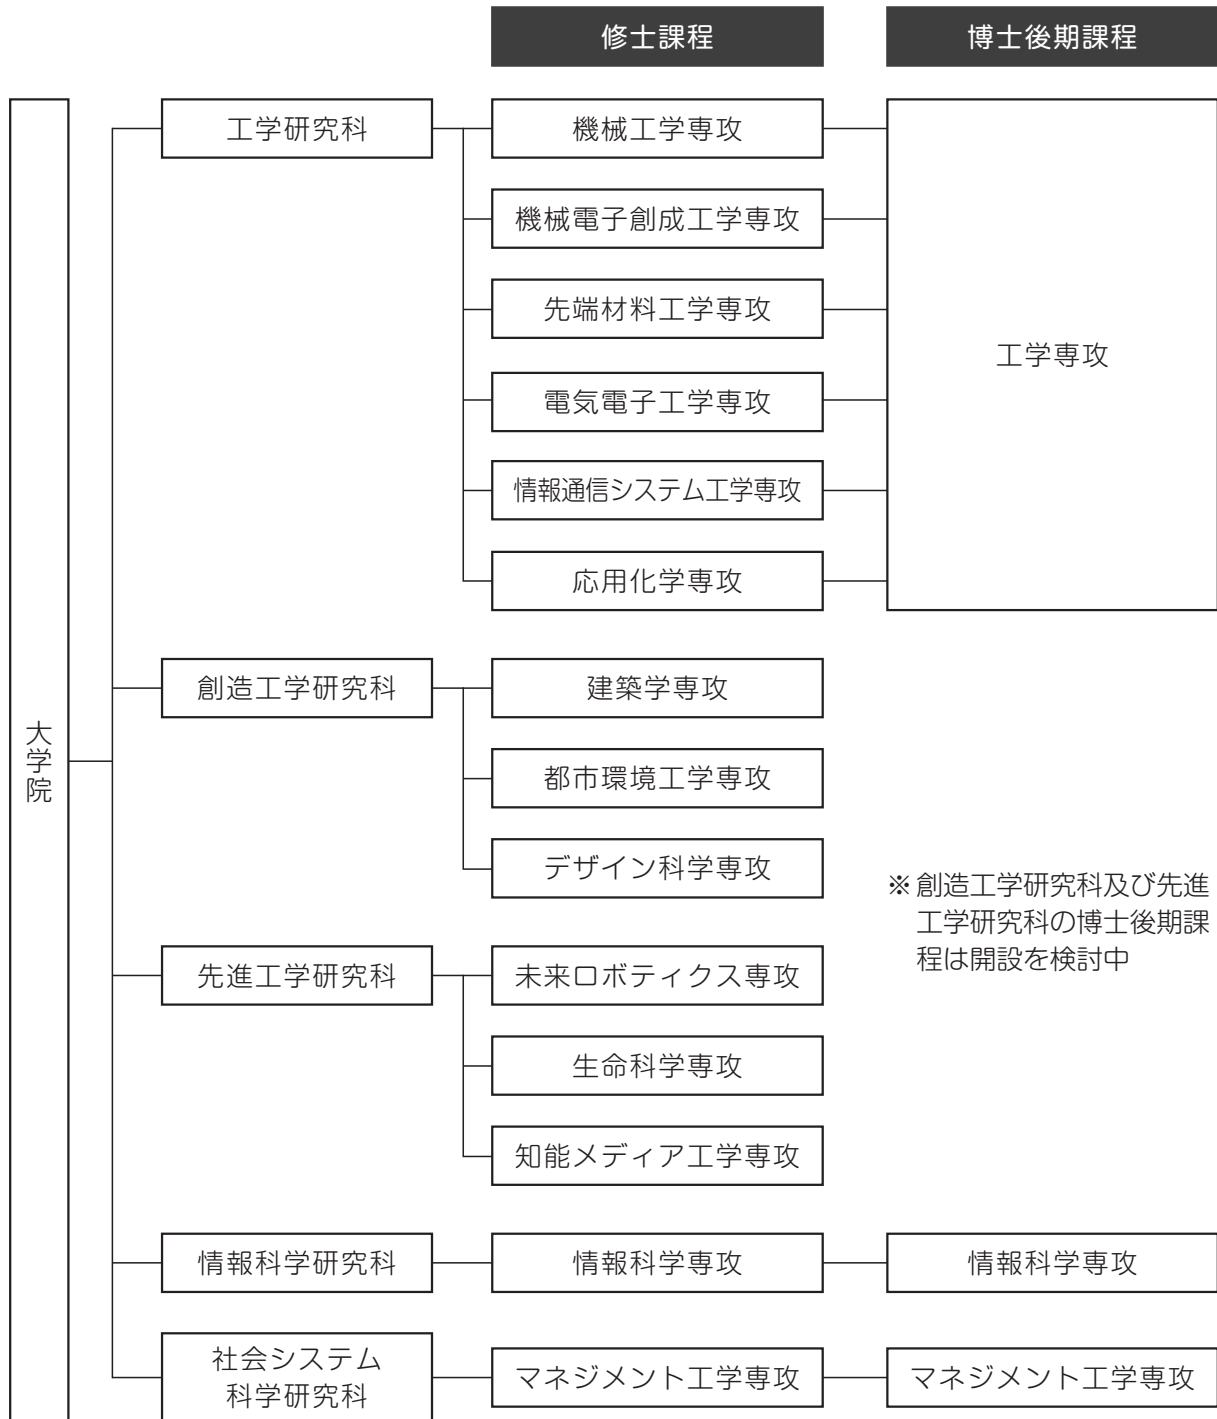 修士課程
博士後期課程
大学院
工学研究科
機械工学専攻
機械電子創成工学専攻
先端材料工学専攻
電気電子工学専攻
情報通信システム工学専攻
応用化学専攻
工学専攻
創造工学研究科
建築学専攻
都市環境工学専攻
デザイン科学専攻
※創造工学研究科及び先進
工学研究科の博士後期課
程は開設を検討中
先進工学研究科
未来ロボティクス専攻
生命科学専攻
知能メディア工学専攻
情報科学研究科
情報科学専攻
情報科学専攻
社会システム
科学研究科
マネジメント工学専攻
マネジメント工学専攻